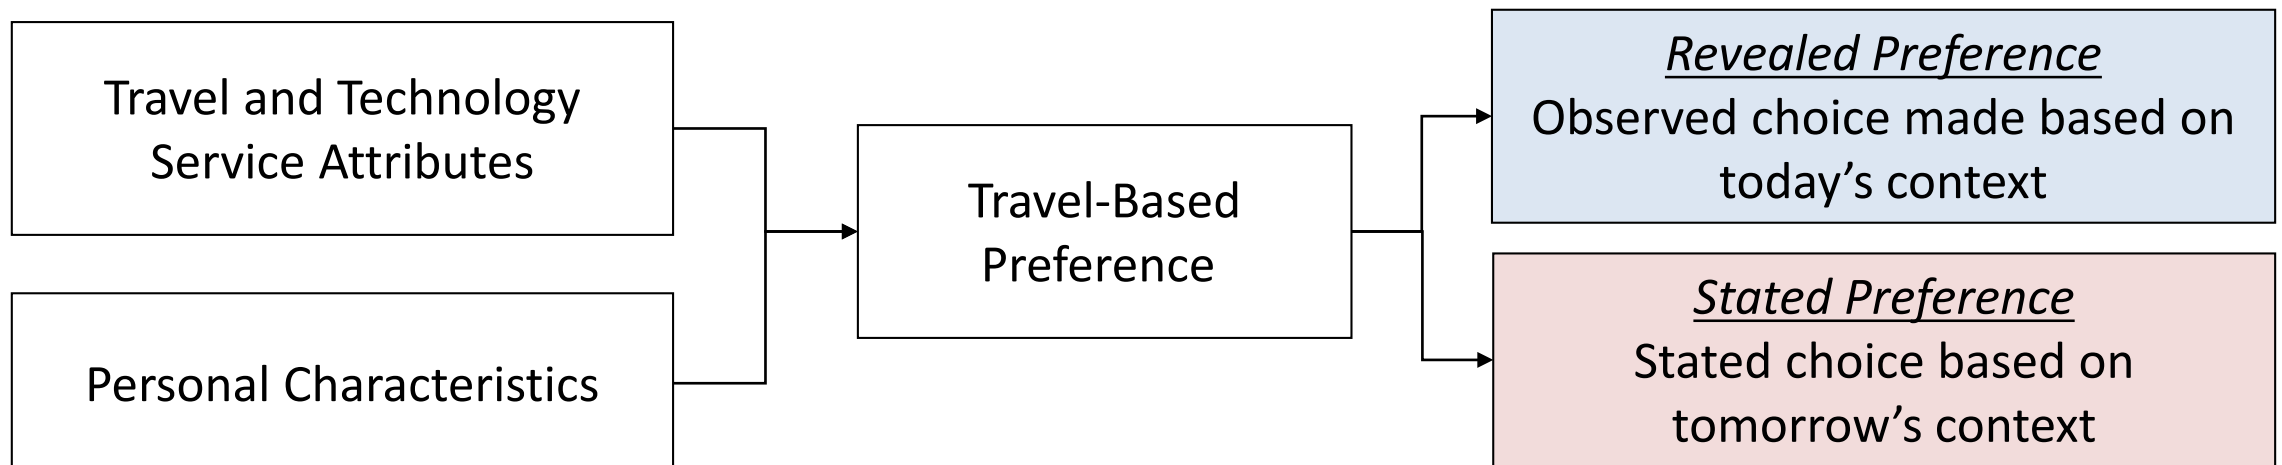 Travel and Technology
Service Attributes
Personal Characteristics
Travel-Based
Preference
Revealed Preference
Observed choice made based on
today’s context
Stated Preference
Stated choice based on
tomorrow’s context